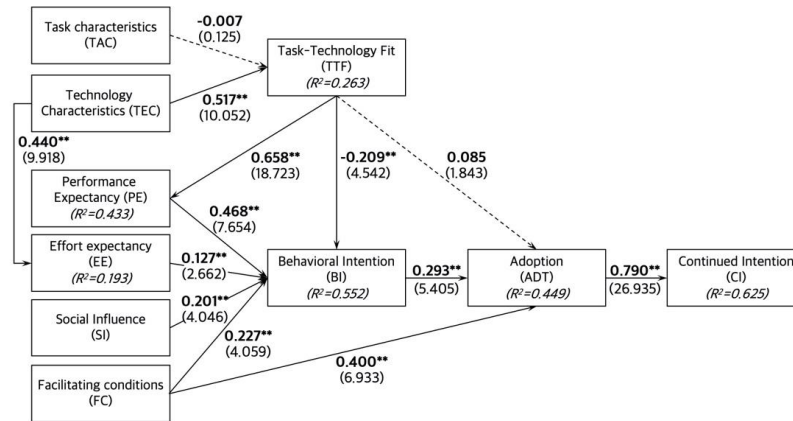 Task characteristics
(TAC)
-0.007
(0.125)
Task-Technology Fit
(TTF)
(R²=0.263)
Technology
Characteristics (TEC)
0.517**
(10.052)
0.440**
(9.918)
0.658**
(18.723)
-0.209**
(4.542)
0.085
(1.843)
Performance
Expectancy (PE)
(R²=0.433)
0.468**
(7.654)
Effort expectancy
(EE)
(R²=0.193)
0.127**
(2.662)
Behavioral Intention
(BI)
(R²=0.552)
0.293**
(5.405)
Adoption
(ADT)
(R²=0.449)
0.790**
(26.935)
Continued Intention
(CI)
(R²=0.625)
Social Influence
(SI)
0.201**
(4.046)
0.227**
(4.059)
Facilitating conditions
(FC)
0.400**
(6.933)